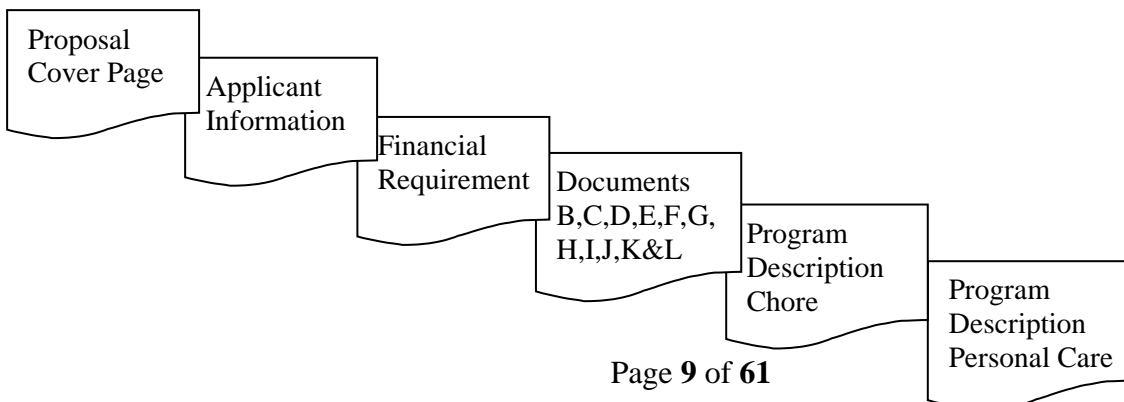 Proposal
Cover Page
Applicant
Information
Financial
Requirement
Documents
B,C,D,E,F,G,
H,I,J,K&L
Program
Description
Chore
Program
Description
Personal Care
Page 9 of 61